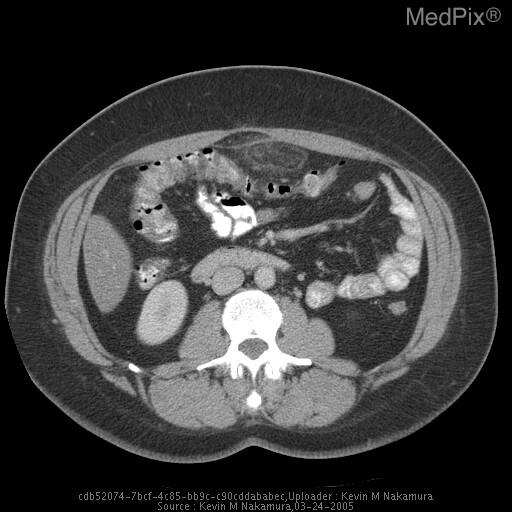 MedPix®
cdb52074-7bcf-4c85-bb9c-c90cddababec,Uploader : Kevin M Nakamura
Source : Kevin M Nakamura,03-24-2005